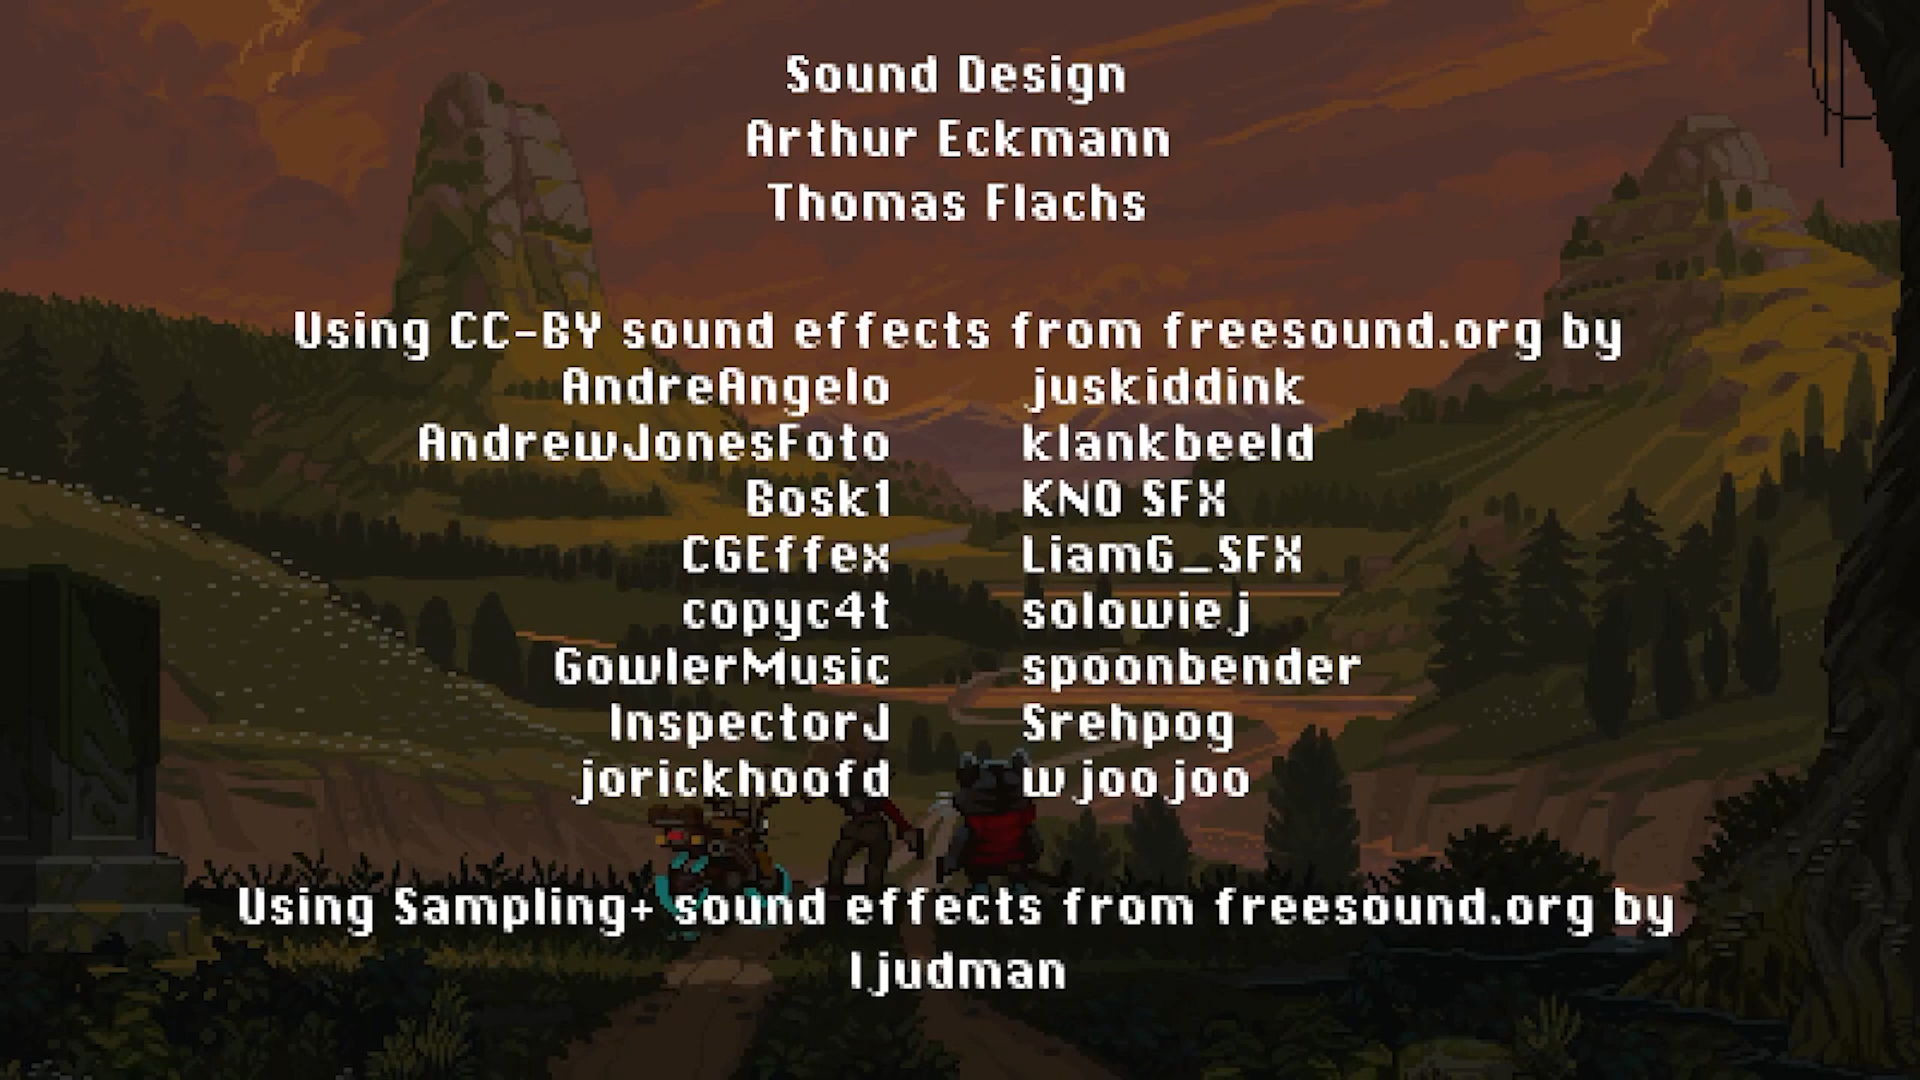 Sound Design
Arthur Eckmann
Thomas Flachs
Using CC-BY sound effects from freesound.org by
AndreAngelo juskiddink
AndrewJonesFoto klankbeeld
Bosk1 KNO SFX
CGEffex LiamG_SFX
copyc4t solowiej
GowlerMusic spoonbender
InspectorJ Srehpog
jorickhoofd wjoojoo
Using Sampling+ sound effects from freesound.org by
ljudman